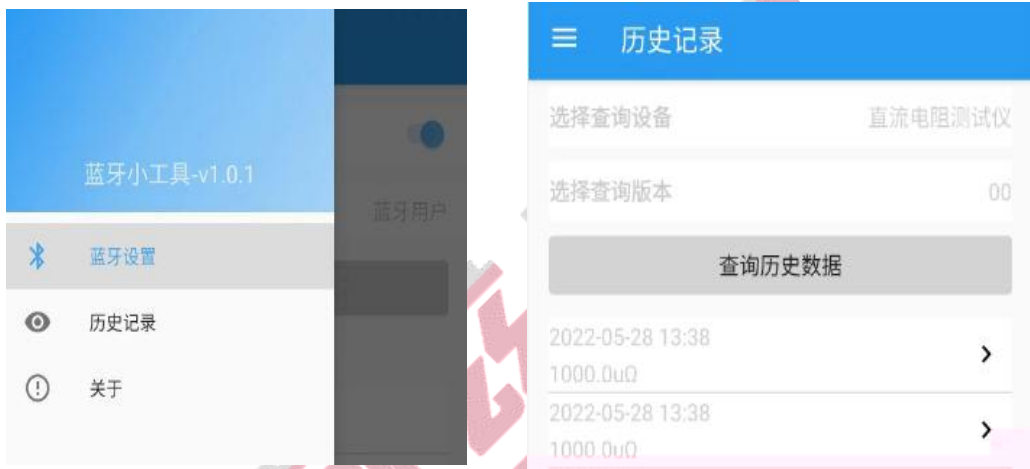 蓝牙小工具-v1.0.1
蓝牙用户
蓝牙设置
历史记录
关于
历史记录
选择查询设备 直流电阻测试仪
选择查询版本 00
查询历史数据
2022-05-28 13:38
1000.0uΩ
2022-05-28 13:38
1000.0uΩ